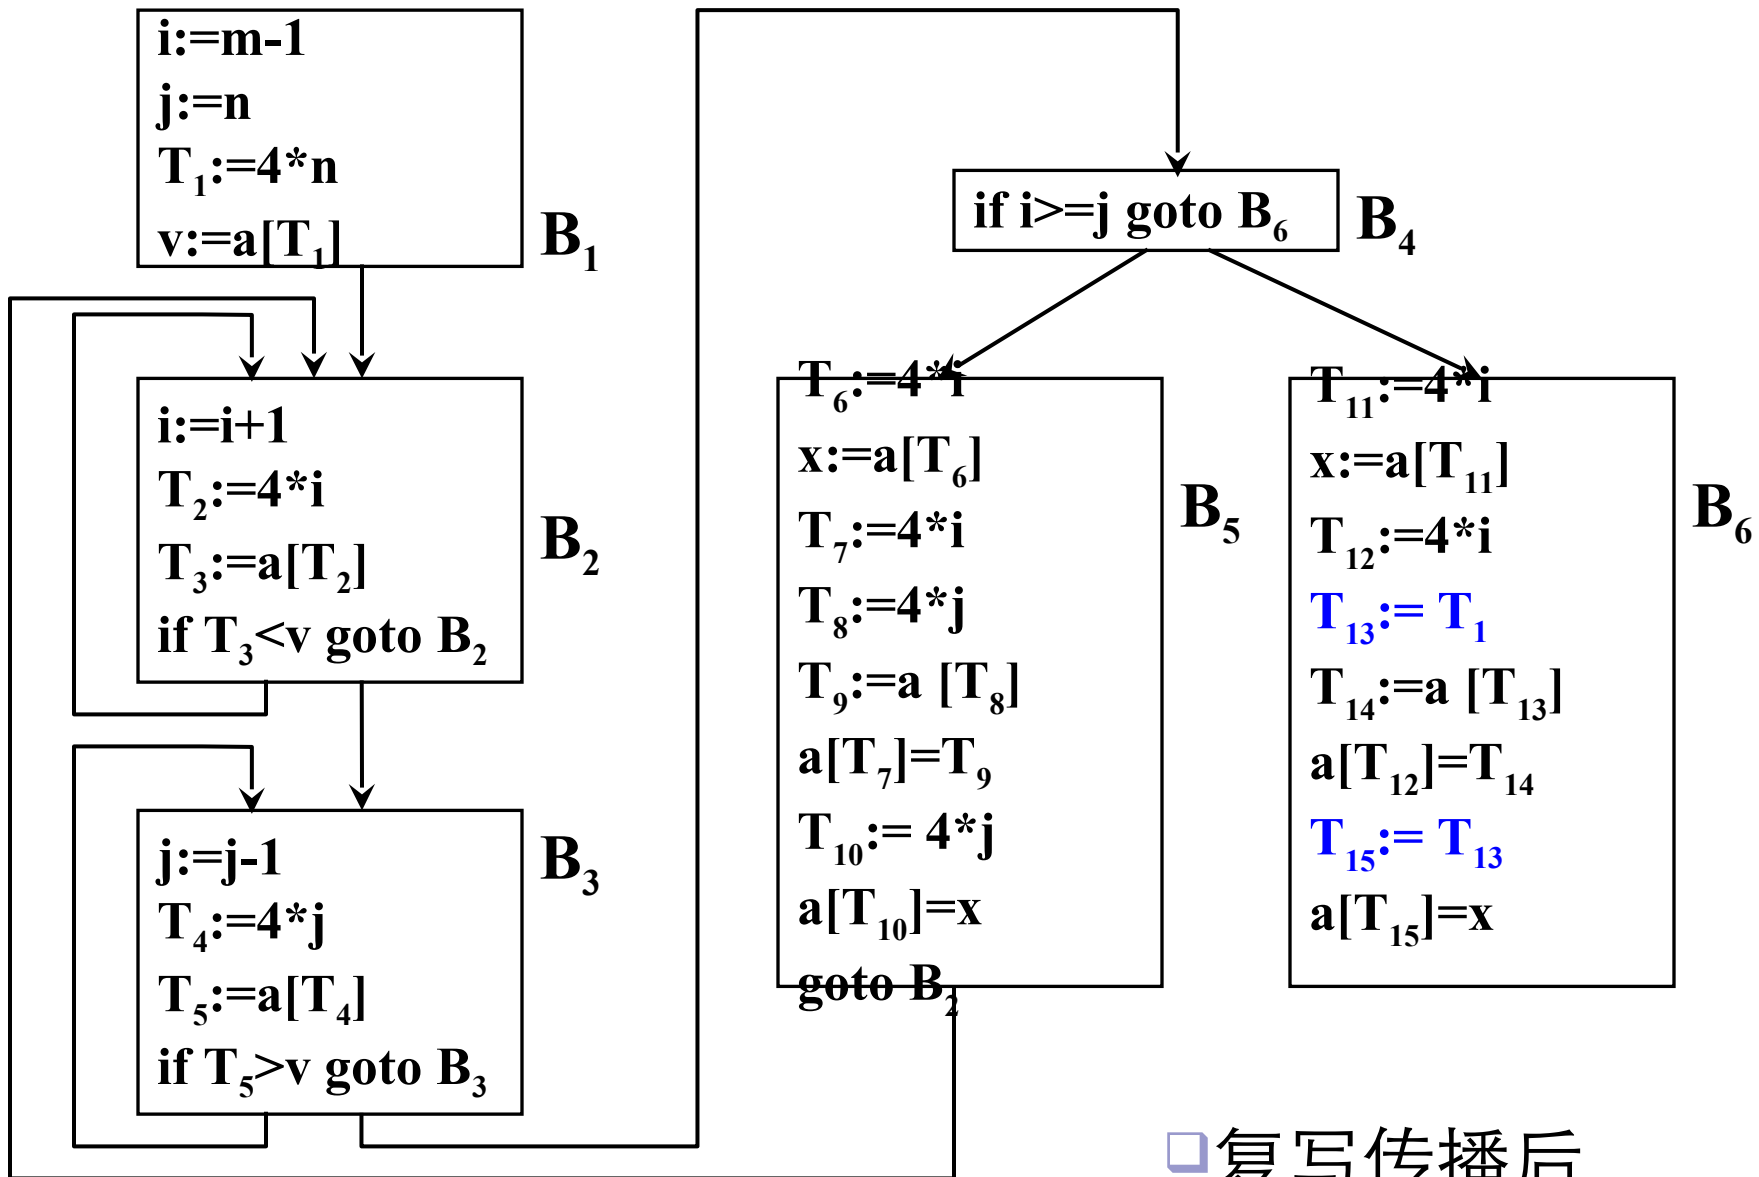 i:=m-1
j:=n
T₁:=4*n
v:=a[T₁]
B₁
i:=i+1
T₂:=4*i
T₃:=a[T₂]
if T₃<v goto B₂
B₂
j:=j-1
T₄:=4*j
T₅:=a[T₄]
if T₅>v goto B₃
B₃
if i>=j goto B₆
B₄
T₆:=4*i
x:=a[T₆]
T₇:=4*i
T₈:=4*j
T₉:=a [T₈]
a[T₇]=T₉
T₁₀:= 4*j
a[T₁₀]=x
goto B₂
B₅
T₁₁:=4*i
x:=a[T₁₁]
T₁₂:=4*i
T₁₃:= T₁
T₁₄:=a [T₁₃]
a[T₁₂]=T₁₄
T₁₅:= T₁₃
a[T₁₅]=x
B₆
❑复写传播后